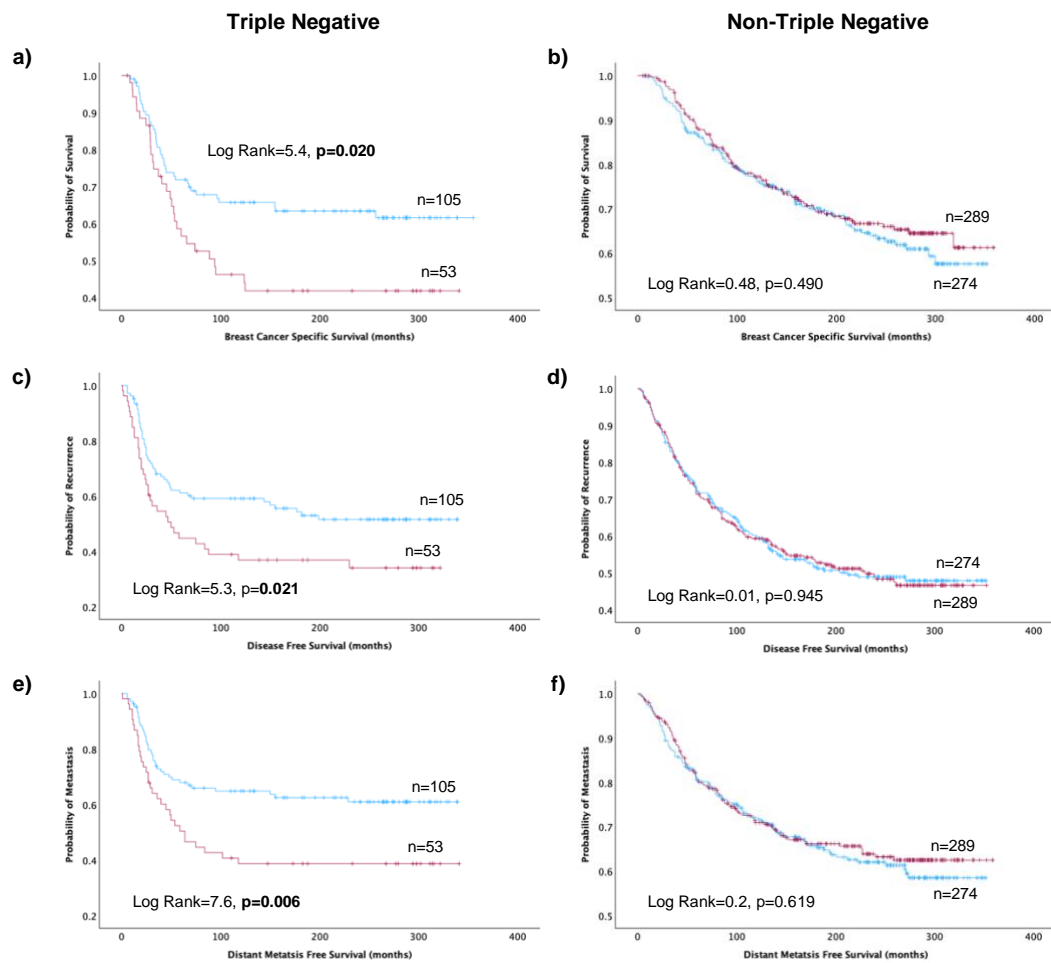 Triple Negative
Non-Triple Negative
a)
1.0
0.9
0.8
0.7
0.6
0.5
0.4
Probability of Survival
Log Rank=5.4, p=0.020
n=105
n=53
0
100
200
300
400
Breast Cancer Specific Survival (months)
b)
1.0
0.9
0.8
0.7
0.6
0.5
Probability of Survival
n=289
n=274
Log Rank=0.48, p=0.490
0
100
200
300
400
Breast Cancer Specific Survival (months)
c)
1.0
0.8
0.6
0.4
0.2
Probability of Recurrence
n=105
n=53
Log Rank=5.3, p=0.021
0
100
200
300
400
Disease Free Survival (months)
d)
1.0
0.9
0.8
0.7
0.6
0.5
0.4
Probability of Recurrence
n=274
n=289
Log Rank=0.01, p=0.945
0
100
200
300
400
Disease Free Survival (months)
e)
1.0
0.8
0.6
0.4
0.2
Probability of Metastasis
n=105
n=53
Log Rank=7.6, p=0.006
0
100
200
300
400
Distant Metatsis Free Survival (months)
f)
1.0
0.9
0.8
0.7
0.6
0.5
Probability of Metastasis
n=289
n=274
Log Rank=0.2, p=0.619
0
100
200
300
400
Distant Metatsis Free Survival (months)